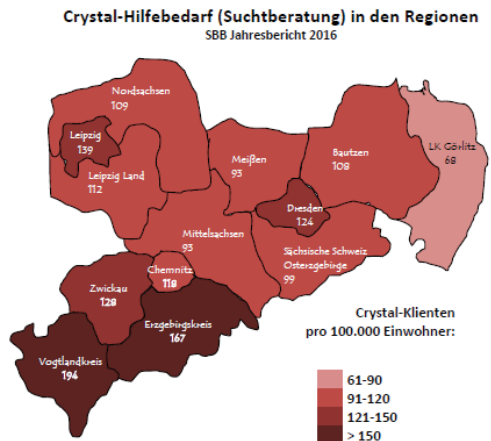 Crystal-Hilfebedarf (Suchtberatung) in den Regionen
SBB Jahresbericht 2016
Nordsachsen
109
Leipzig
139
Leipzig Land
112
Meißen
93
Bautzen
108
LK Görlitz
68
Dresden
124
Mittelsachsen
93
Sächsische Schweiz
Osterzgebirge
99
Chemnitz
118
Zwickau
128
Erzgebirgskreis
167
Vogtlandkreis
194
Crystal-Klienten
pro 100.000 Einwohner:
61-90
91-120
121-150
> 150